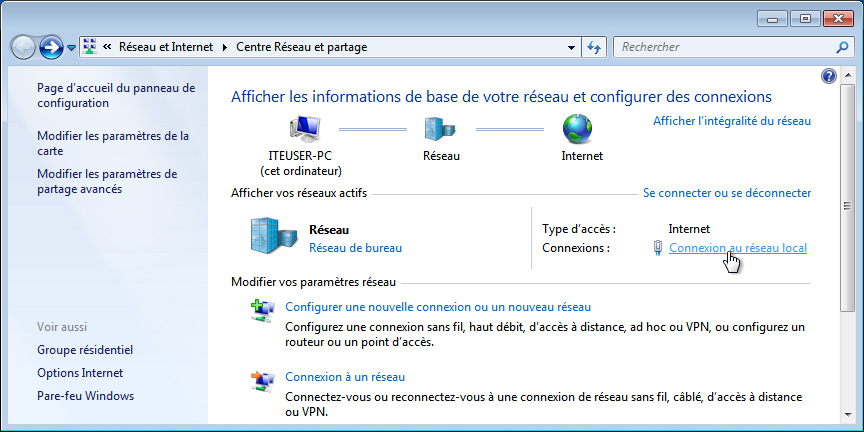 « Réseau et Internet ▸ Centre Réseau et partage
Rechercher
Page d'accueil du panneau de
configuration
Modifier les paramètres de la
carte
Modifier les paramètres de
partage avancés
Voir aussi
Groupe résidentiel
Options Internet
Pare-feu Windows
Afficher les informations de base de votre réseau et configurer des connexions
ITEUSER-PC
(cet ordinateur)
Réseau
Internet
Afficher l'intégralité du réseau
Afficher vos réseaux actifs
Se connecter ou se déconnecter
Réseau
Réseau de bureau
Type d'accès : Internet
Connexions : Connexion au réseau local
Modifier vos paramètres réseau
Configurer une nouvelle connexion ou un nouveau réseau
Configurez une connexion sans fil, haut débit, d'accès à distance, ad hoc ou VPN, ou configurez un
routeur ou un point d'accès.
Connexion à un réseau
Connectez-vous ou reconnectez-vous à une connexion de réseau sans fil, câblé, d'accès à distance
ou VPN.